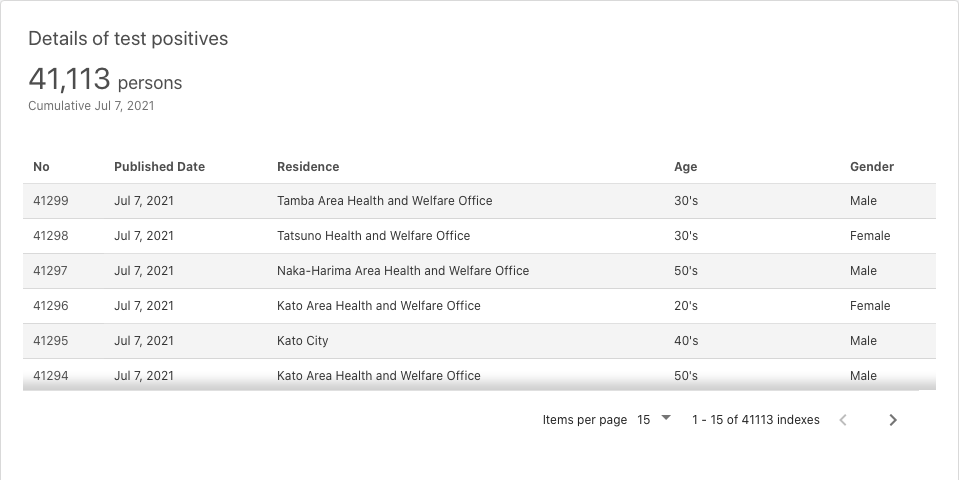 Details of test positives
41,113 persons
Cumulative Jul 7, 2021
No Published Date Residence Age Gender
41299 Jul 7, 2021 Tamba Area Health and Welfare Office 30's Male
41298 Jul 7, 2021 Tatsuno Health and Welfare Office 30's Female
41297 Jul 7, 2021 Naka-Harima Area Health and Welfare Office 50's Male
41296 Jul 7, 2021 Kato Area Health and Welfare Office 20's Female
41295 Jul 7, 2021 Kato City 40's Male
41294 Jul 7, 2021 Kato Area Health and Welfare Office 50's Male
Items per page 15 1 - 15 of 41113 indexes